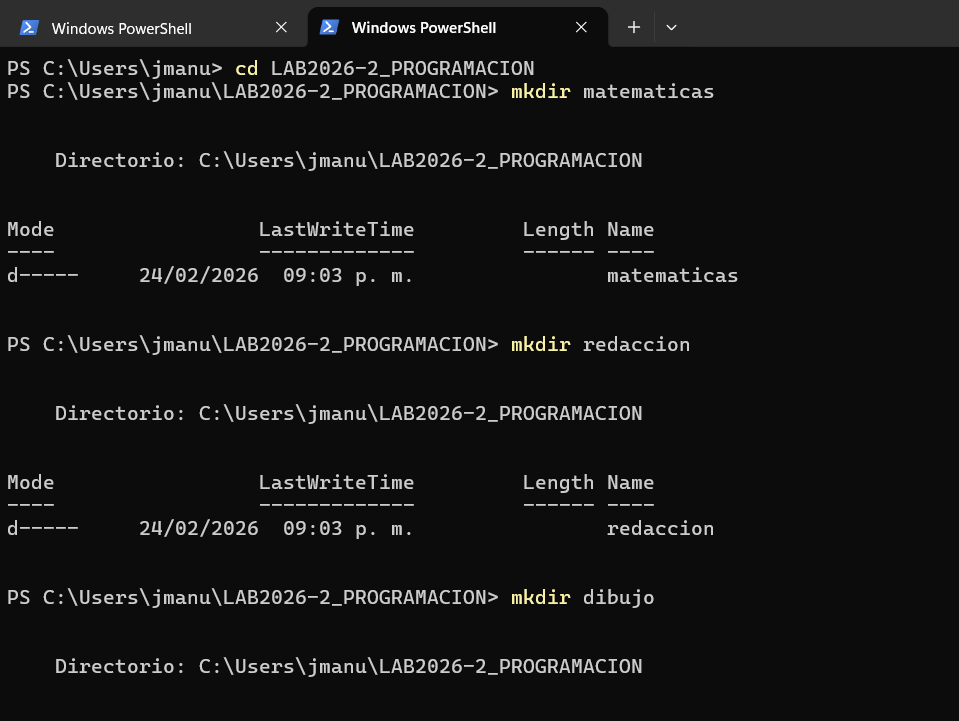 Windows PowerShell
Windows PowerShell
PS C:\Users\jmanu> cd LAB2026-2_PROGRAMACION
PS C:\Users\jmanu\LAB2026-2_PROGRAMACION> mkdir matematicas
Directorio: C:\Users\jmanu\LAB2026-2_PROGRAMACION
Mode                 LastWriteTime         Length Name
----                 -------------         ------ ----
d-----     24/02/2026  09:03 p. m.                matematicas
PS C:\Users\jmanu\LAB2026-2_PROGRAMACION> mkdir redaccion
Directorio: C:\Users\jmanu\LAB2026-2_PROGRAMACION
Mode                 LastWriteTime         Length Name
----                 -------------         ------ ----
d-----     24/02/2026  09:03 p. m.                redaccion
PS C:\Users\jmanu\LAB2026-2_PROGRAMACION> mkdir dibujo
Directorio: C:\Users\jmanu\LAB2026-2_PROGRAMACION